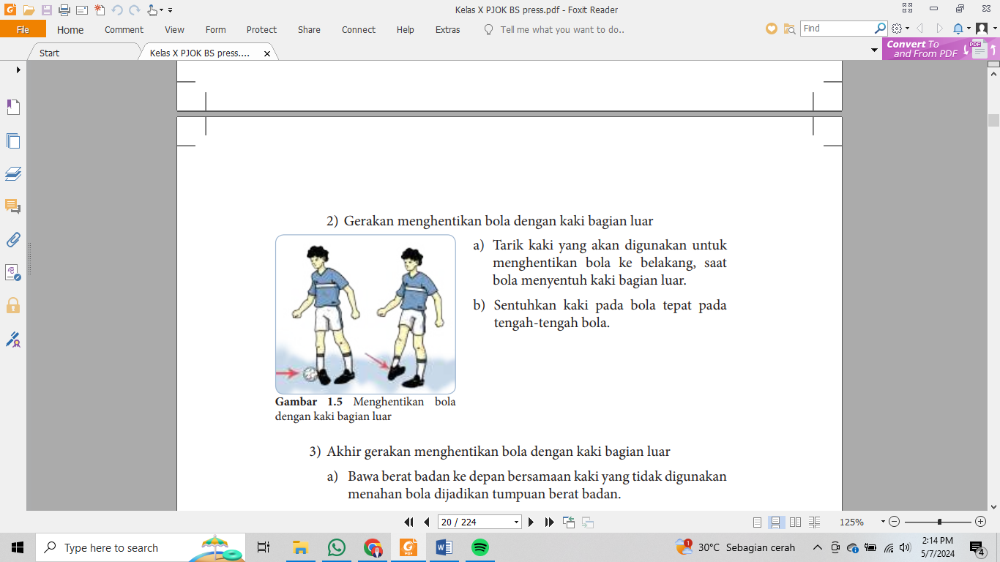 Kelas X PJOK BS press.pdf - Foxit Reader
File Home Comment View Form Protect Share Connect Help Extras Tell me what you want to do.. Find
Start Kelas X PJOK BS press.... Convert To
and From PDF PDF
2) Gerakan menghentikan bola dengan kaki bagian luar
a) Tarik kaki yang akan digunakan untuk
menghentikan bola ke belakang, saat
bola menyentuh kaki bagian luar.
b) Sentuhkan kaki pada bola tepat pada
tengah-tengah bola.
Gambar 1.5 Menghentikan bola
dengan kaki bagian luar
3) Akhir gerakan menghentikan bola dengan kaki bagian luar
a) Bawa berat badan ke depan bersamaan kaki yang tidak digunakan
menahan bola dijadikan tumpuan berat badan.
20 / 224 125%
Type here to search 1 30°C Sebagian cerah 2:14 PM
5/7/2024 4